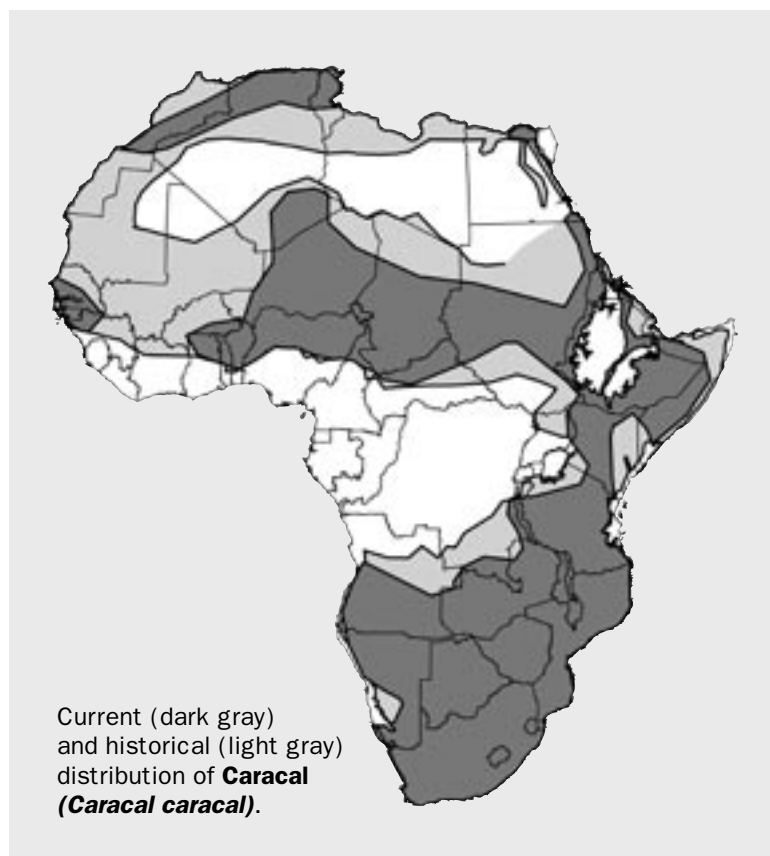 Current (dark gray)
and historical (light gray)
distribution of Caracal
(Caracal caracal).